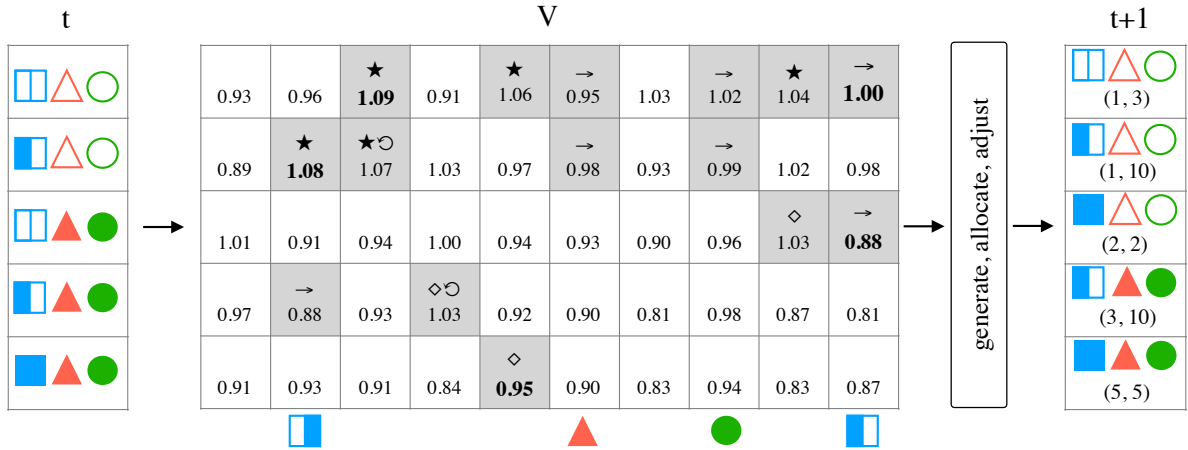 t V t+1
★ ★ → → ★ →
0.93 0.96 1.09 0.91 1.06 0.95 1.03 1.02 1.04 1.00
(1, 3)
★ ★↺ → →
0.89 1.08 1.07 1.03 0.97 0.98 0.93 0.99 1.02 0.98
(1, 10)
◇ →
1.01 0.91 0.94 1.00 0.94 0.93 0.90 0.96 1.03 0.88
(2, 2)
→ ◇↺
0.97 0.88 0.93 1.03 0.92 0.90 0.81 0.98 0.87 0.81
(3, 10)
◇
0.91 0.93 0.91 0.84 0.95 0.90 0.83 0.94 0.83 0.87
(5, 5)
generate, allocate, adjust